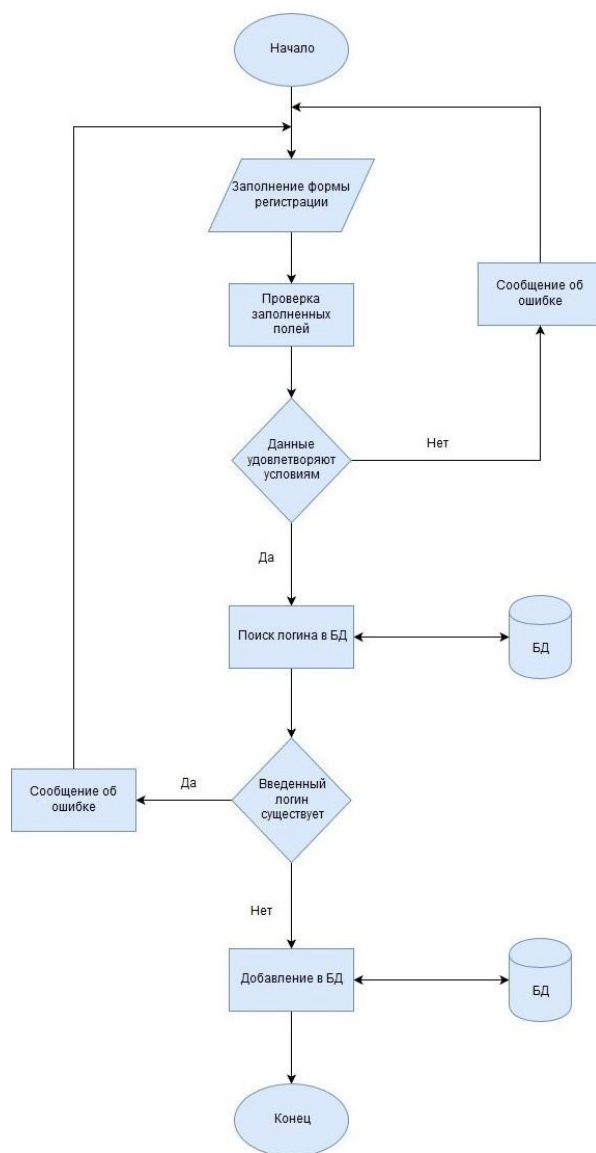 Начало
Заполнение формы
регистрации
Сообщение об
ошибке
Проверка
заполненных
полей
Данные
удовлетворяют
условиям
Нет
Да
Поиск логина в БД
БД
Введенный
логин
существует
Да
Сообщение об
ошибке
Нет
Добавление в БД
БД
Конец